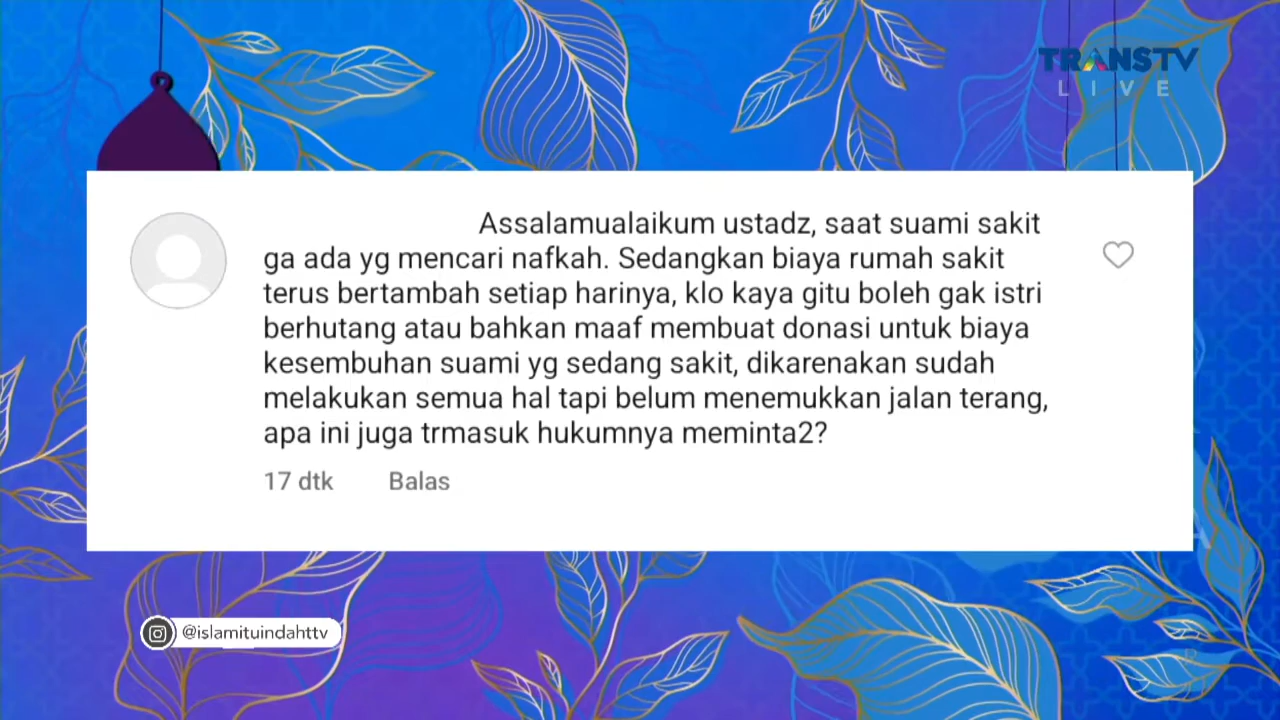 TRANSTV
LIVE
Assalamualaikum ustadz, saat suami sakit
ga ada yg mencari nafkah. Sedangkan biaya rumah sakit
terus bertambah setiap harinya, klo kaya gitu boleh gak istri
berhutang atau bahkan maaf membuat donasi untuk biaya
kesembuhan suami yg sedang sakit, dikarenakan sudah
melakukan semua hal tapi belum menemukkan jalan terang,
apa ini juga trmasuk hukumnya meminta2?
17 dtk Balas
@islamituindahttv